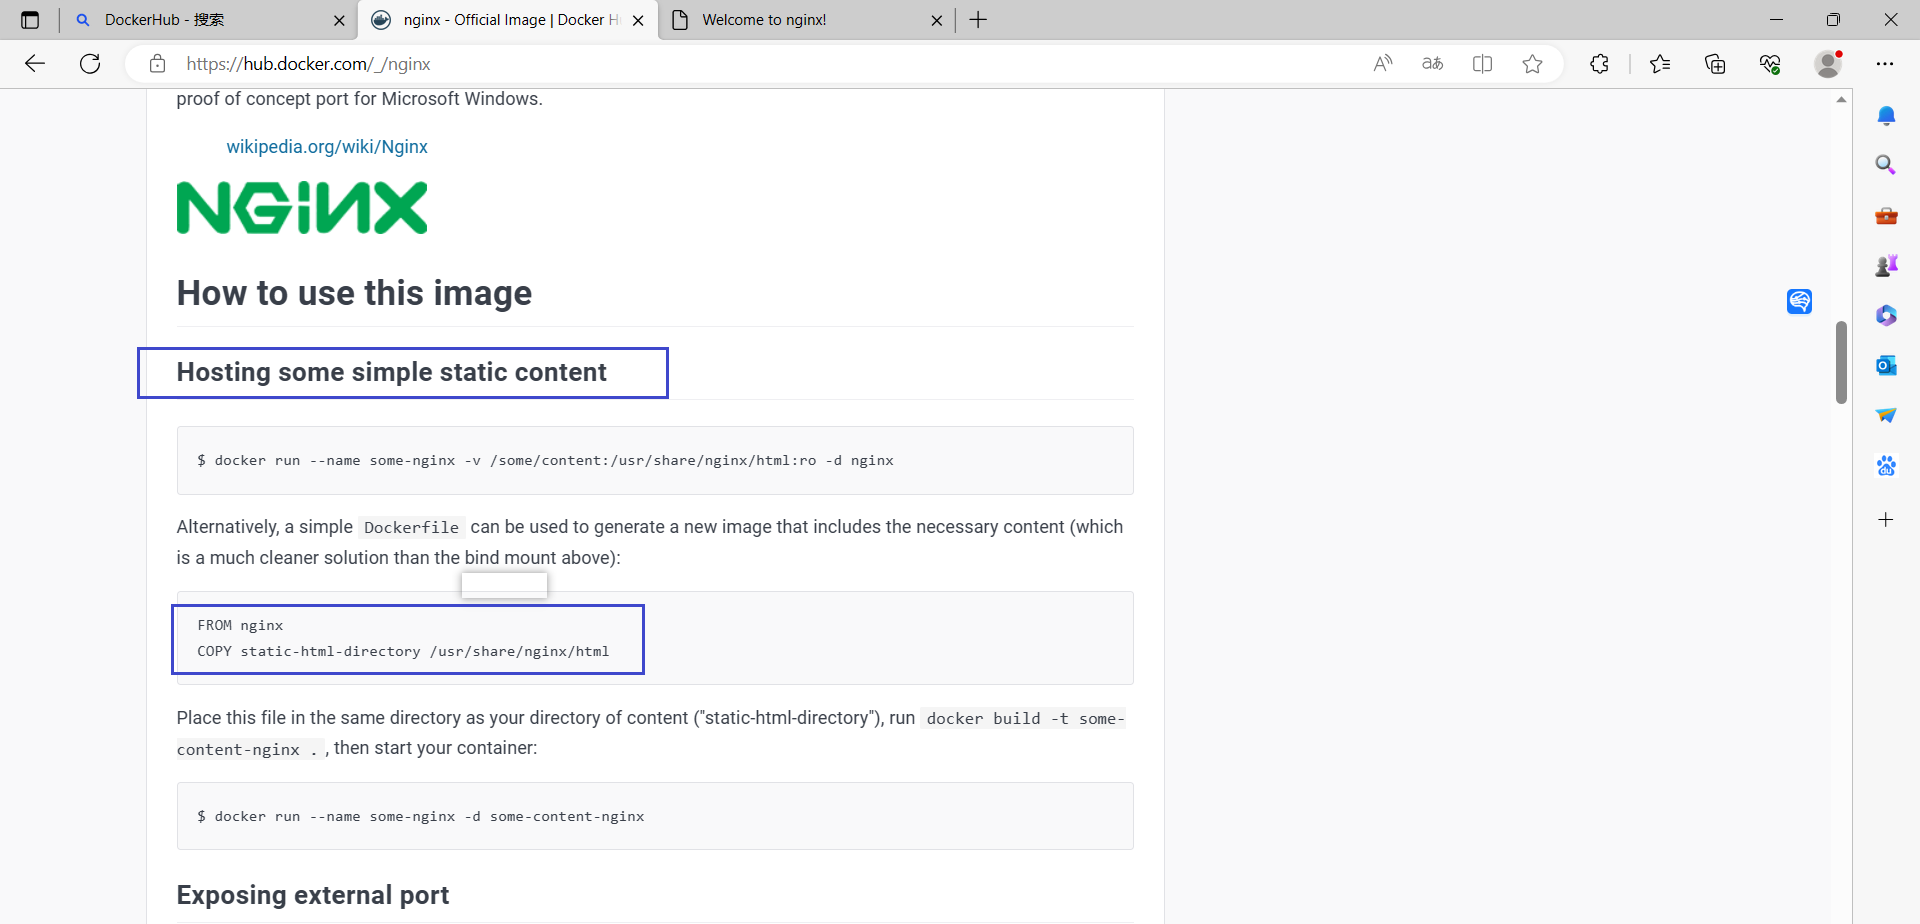 DockerHub - 搜索
nginx - Official Image | Docker H
Welcome to nginx!
https://hub.docker.com/_/nginx
aあ
proof of concept port for Microsoft Windows.
wikipedia.org/wiki/Nginx
NGINX
How to use this image
Hosting some simple static content
$ docker run --name some-nginx -v /some/content:/usr/share/nginx/html:ro -d nginx
Alternatively, a simple Dockerfile can be used to generate a new image that includes the necessary content (which
is a much cleaner solution than the bind mount above):
FROM nginx
COPY static-html-directory /usr/share/nginx/html
Place this file in the same directory as your directory of content ("static-html-directory"), run docker build -t some-
content-nginx . , then start your container:
$ docker run --name some-nginx -d some-content-nginx
Exposing external port